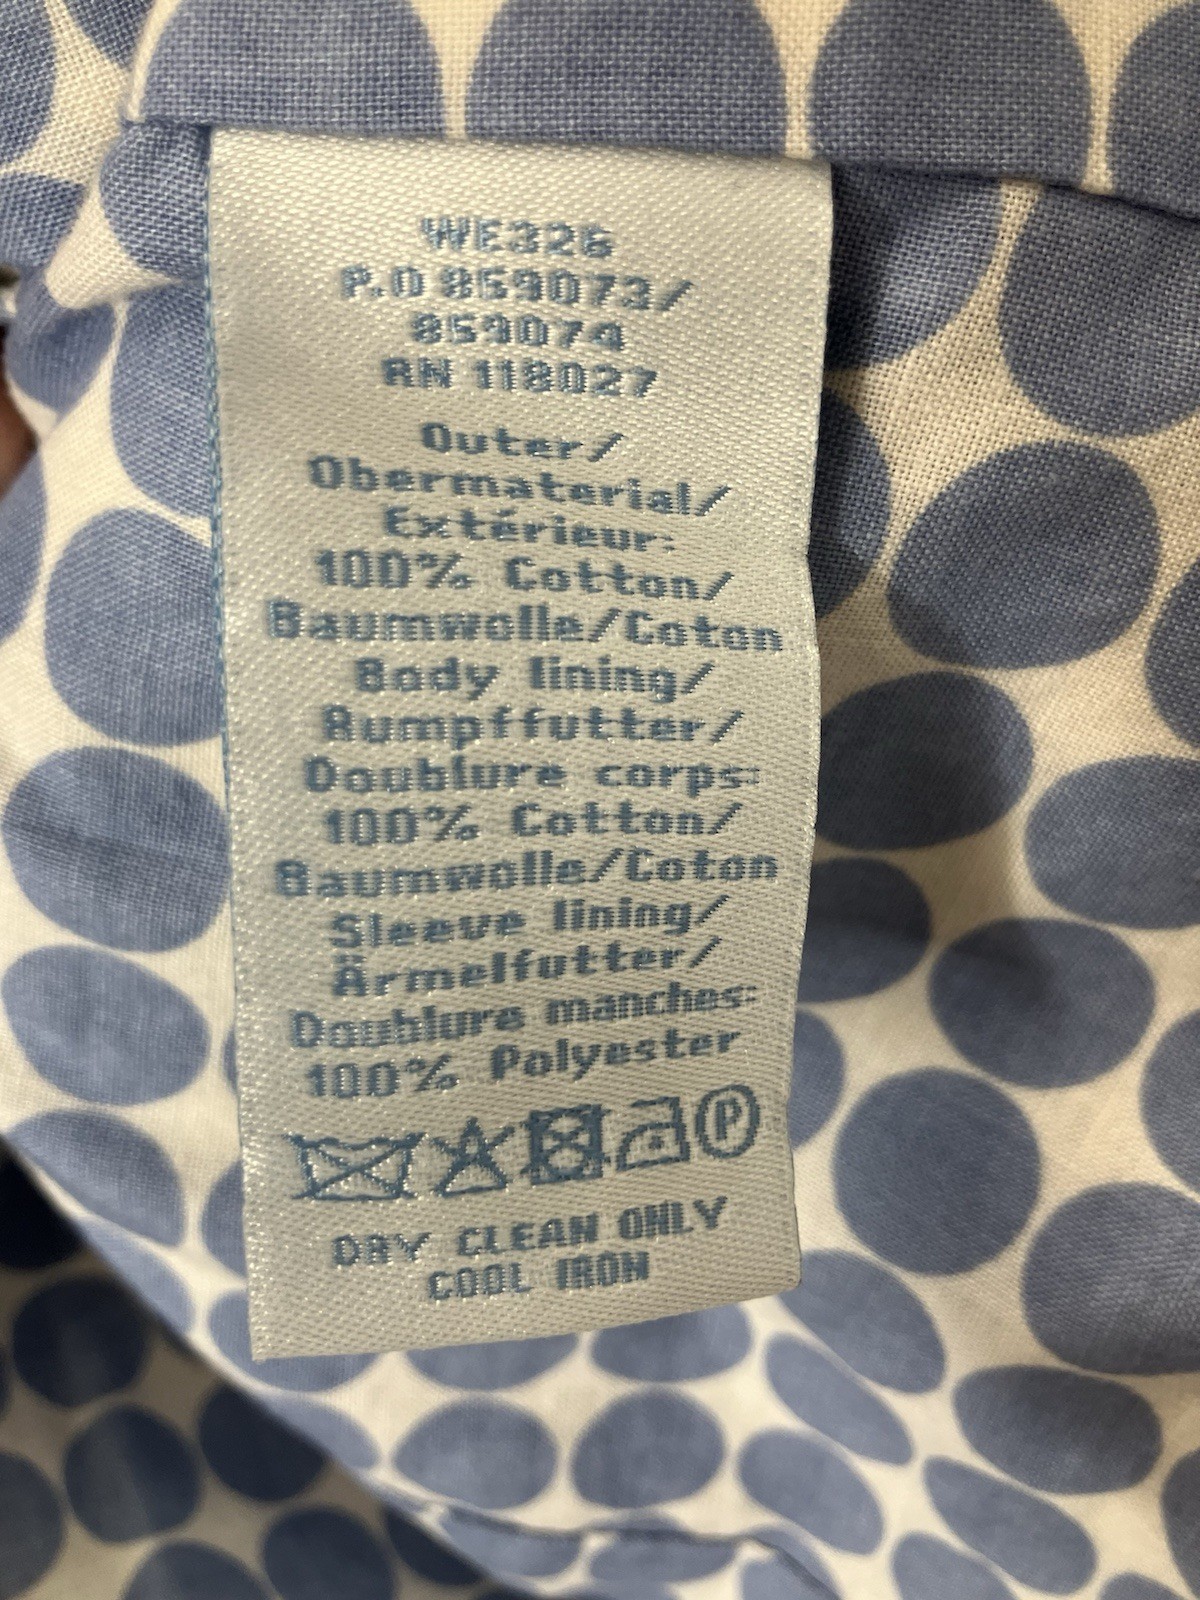 WE326
P.O 859073/
859074
RN 118027
Outer/
Obermaterial/
Extérieur:
100% Cotton/
Baumwolle/Coton
Body lining/
Rumpffutter/
Doublure corps:
100% Cotton/
Baumwolle/Coton
Sleeve lining/
Ärmelfutter/
Doublure manches:
100% Polyester
P
DRY CLEAN ONLY
COOL IRON